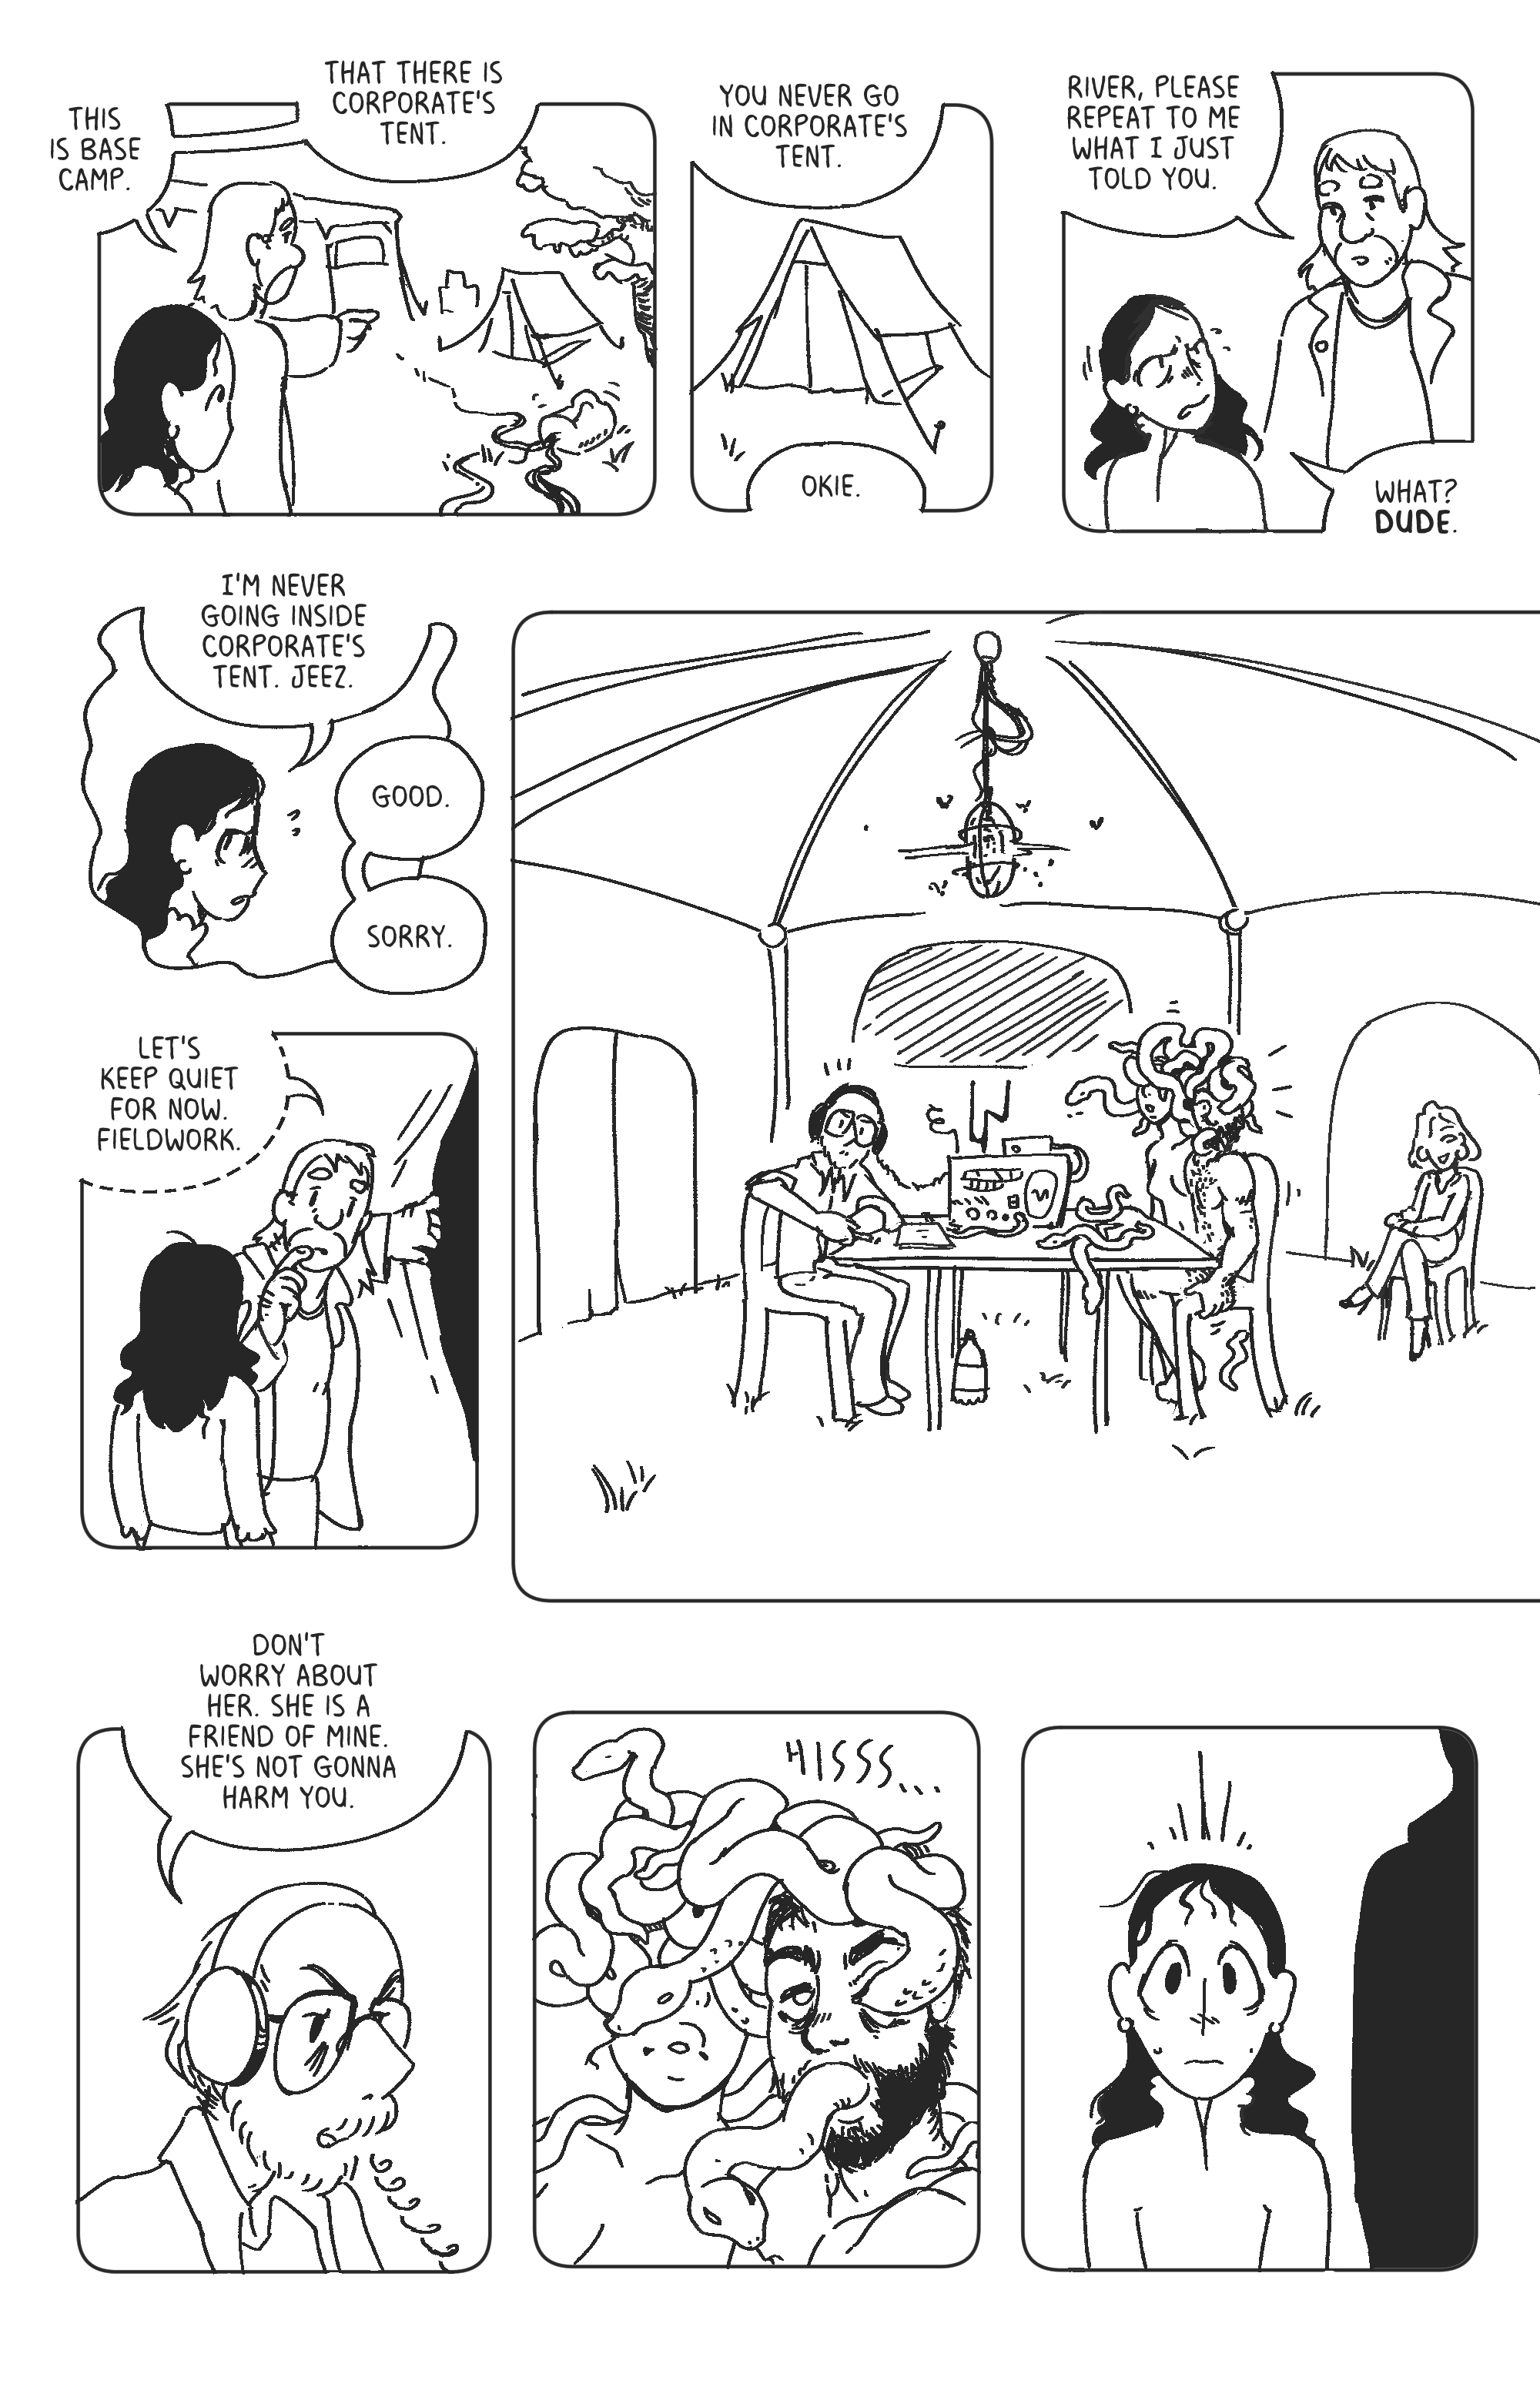 THIS
IS BASE
CAMP.
THAT THERE IS
CORPORATE'S
TENT.
YOU NEVER GO
IN CORPORATE'S
TENT.
OKIE.
RIVER, PLEASE
REPEAT TO ME
WHAT I JUST
TOLD YOU.
WHAT?
DUDE.
I'M NEVER
GOING INSIDE
CORPORATE'S
TENT. JEEZ.
GOOD.
SORRY.
LET'S
KEEP QUIET
FOR NOW.
FIELDWORK.
DON'T
WORRY ABOUT
HER. SHE IS A
FRIEND OF MINE.
SHE'S NOT GONNA
HARM YOU.
HISSS...